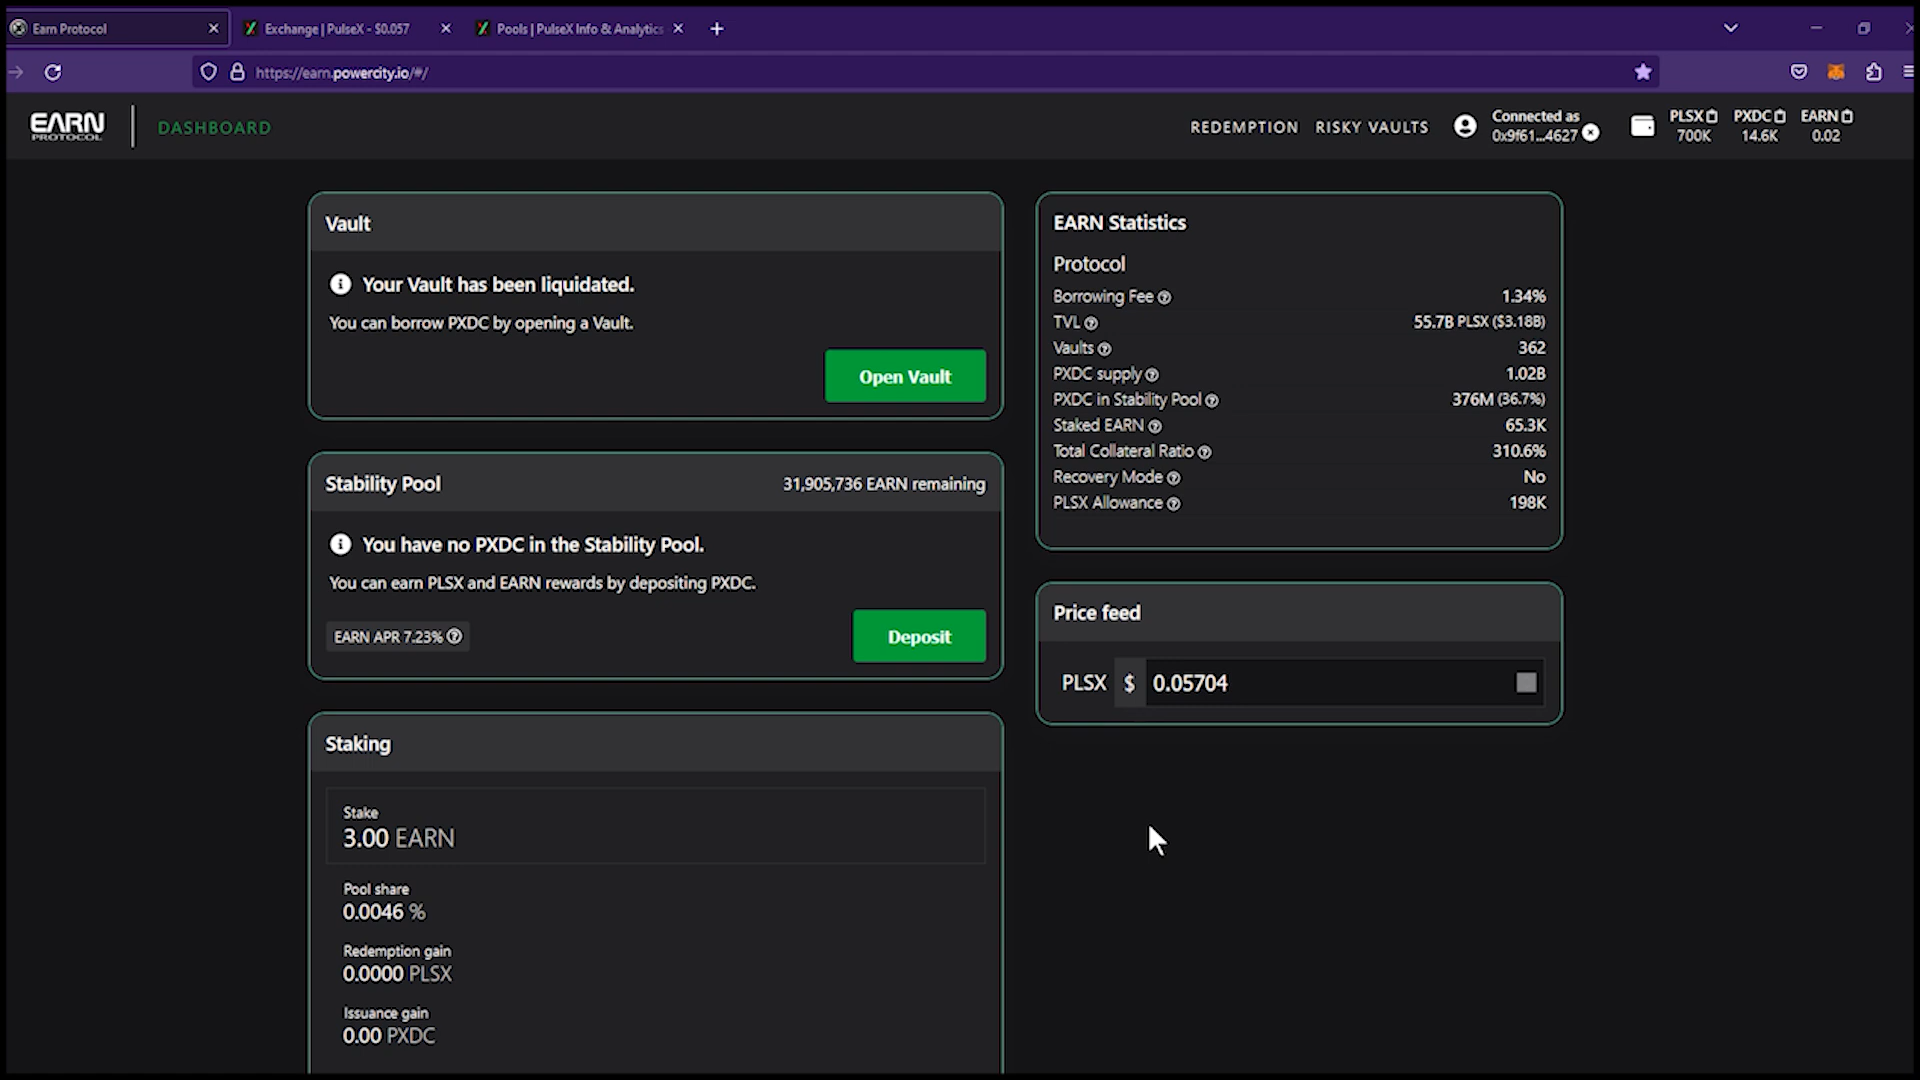 Earn Protocol
Exchange | PulseX - $0.057
Pools | PulseX Info & Analytics
https://earn.powercity.io/#/
EARN
PROTOCOL
DASHBOARD
REDEMPTION
RISKY VAULTS
Connected as
0x9f61...4627
PLSX
700K
PXDC
14.6K
EARN
0.02
Vault
Your Vault has been liquidated.
You can borrow PXDC by opening a Vault.
Open Vault
Stability Pool
31,905,736 EARN remaining
You have no PXDC in the Stability Pool.
You can earn PLSX and EARN rewards by depositing PXDC.
EARN APR 7.23%
Deposit
Staking
Stake
3.00 EARN
Pool share
0.0046 %
Redemption gain
0.0000 PLSX
Issuance gain
0.00 PXDC
EARN Statistics
Protocol
Borrowing Fee 1.34%
TVL 55.7B PLSX ($3.18B)
Vaults 362
PXDC supply 1.02B
PXDC in Stability Pool 376M (36.7%)
Staked EARN 65.3K
Total Collateral Ratio 310.6%
Recovery Mode No
PLSX Allowance 198K
Price feed
PLSX $ 0.05704